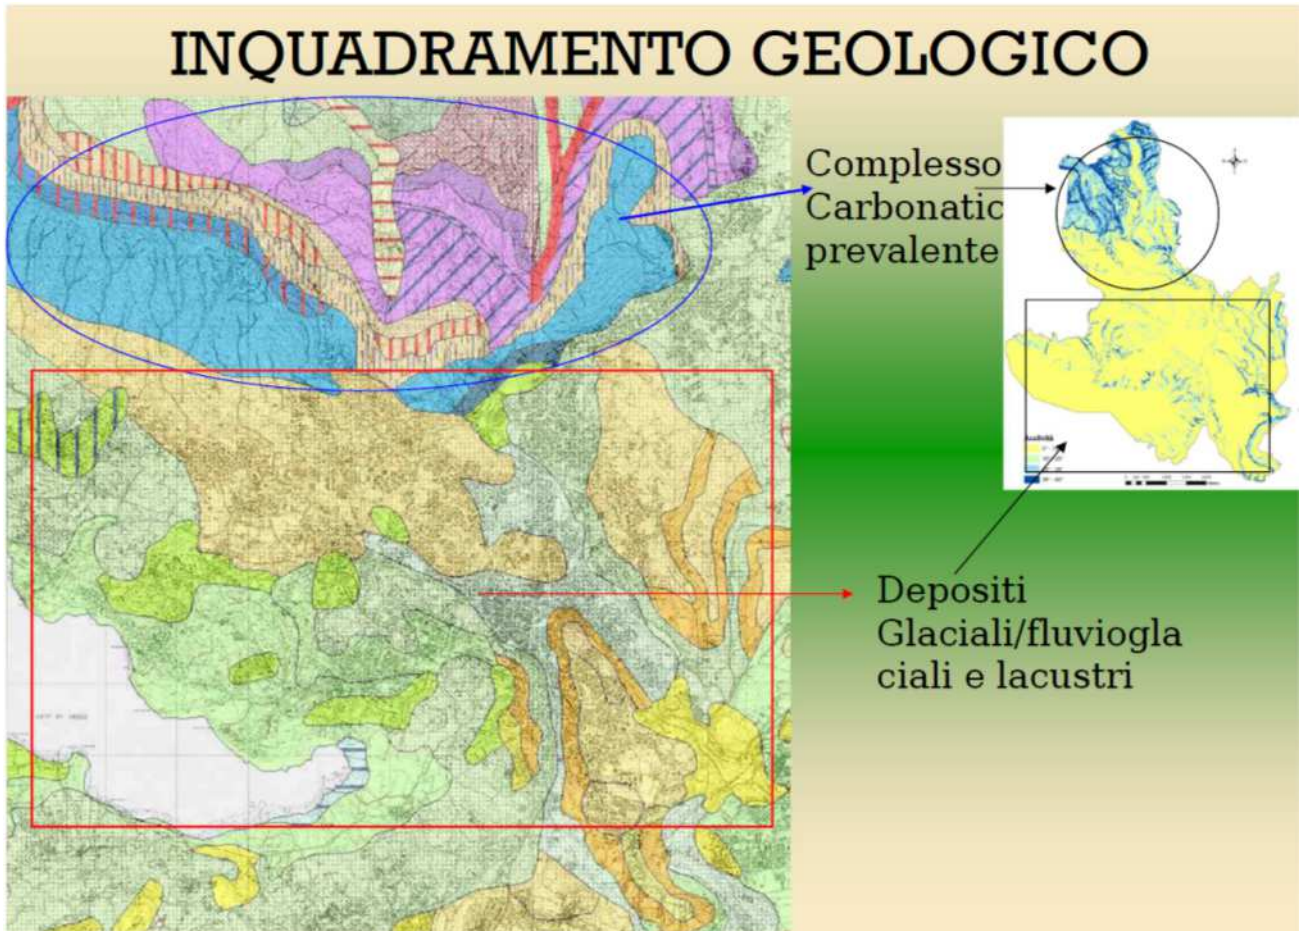 INQUADRAMENTO GEOLOGICO
Complesso
Carbonatic
prevalente
Depositi
Glaciali/fluviogla
ciali e lacustri